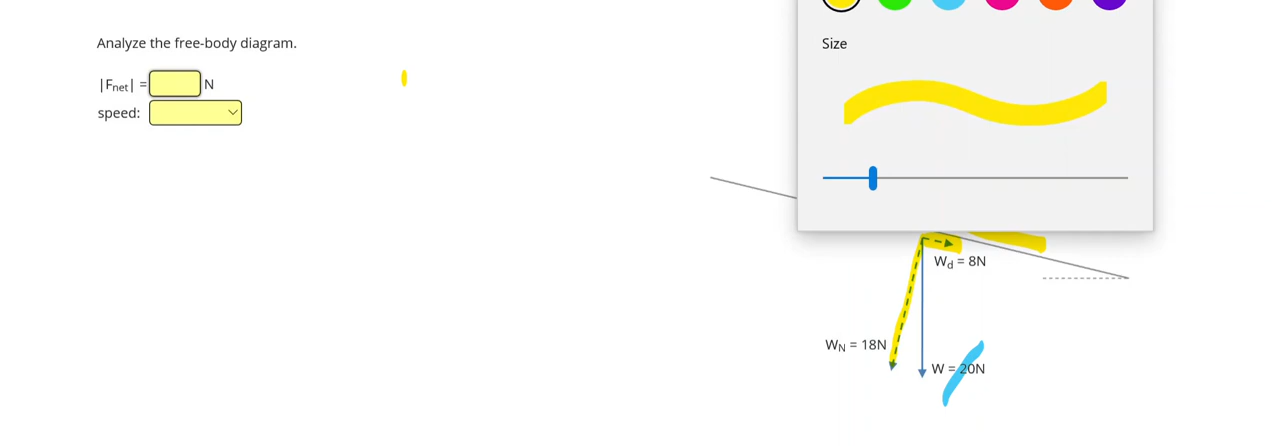 Analyze the free-body diagram.
|Fnet| = N
speed:
Size
Wd = 8N
WN = 18N
W = 20N